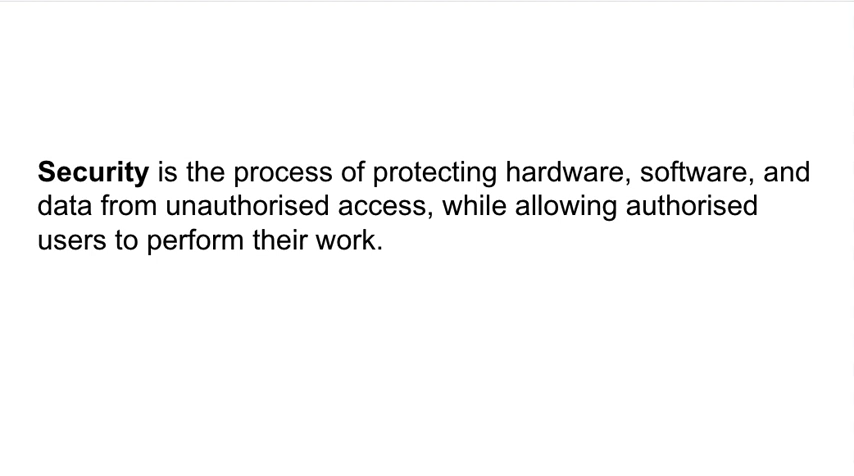 Security is the process of protecting hardware, software, and
data from unauthorised access, while allowing authorised
users to perform their work.